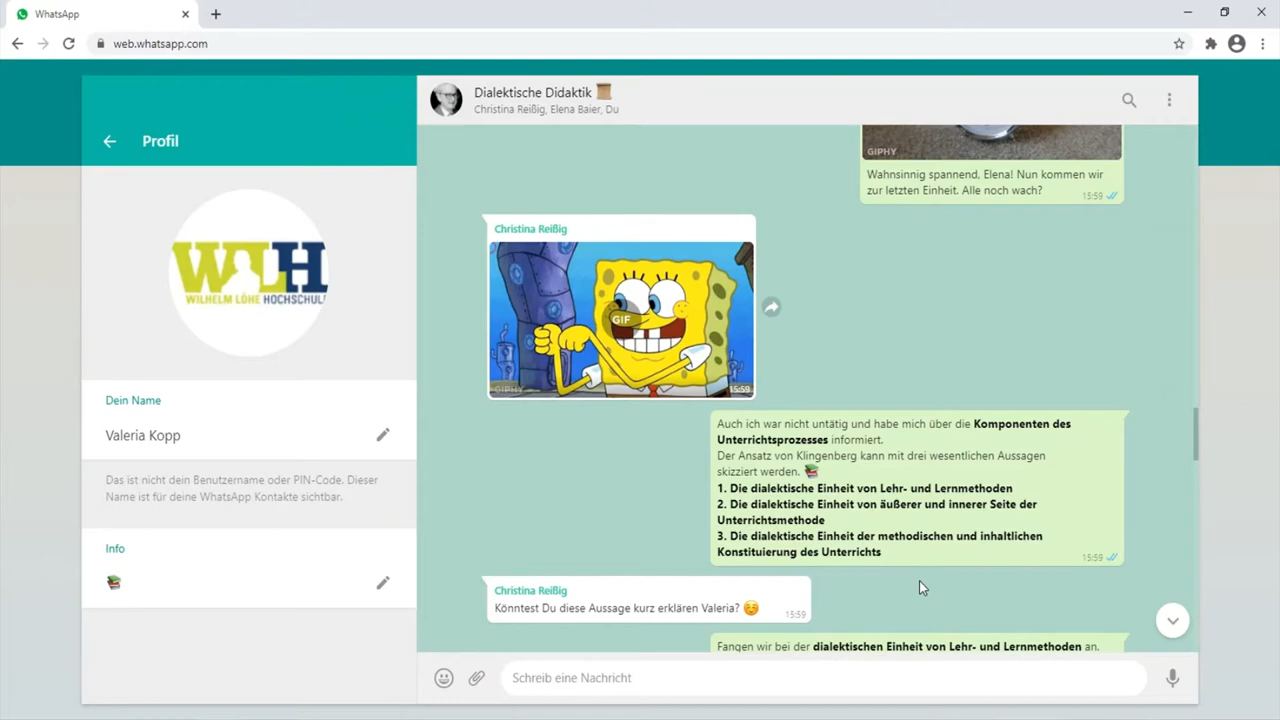 WhatsApp
web.whatsapp.com
Profil
WLH
WILHELM LÖHE HOCHSCHUL
Dein Name
Valeria Kopp
Das ist nicht dein Benutzername oder PIN-Code. Dieser
Name ist für deine WhatsApp Kontakte sichtbar.
Info
Dialektische Didaktik
Christina Reißig, Elena Baier, Du
GIPHY
Wahnsinnig spannend, Elena! Nun kommen wir
zur letzten Einheit. Alle noch wach?
15:59
Christina Reißig
GIF
GIPHY
15:59
Auch ich war nicht untätig und habe mich über die Komponenten des
Unterrichtsprozesses informiert.
Der Ansatz von Klingenberg kann mit drei wesentlichen Aussagen
skizziert werden.
1. Die dialektische Einheit von Lehr- und Lernmethoden
2. Die dialektische Einheit von äußerer und innerer Seite der
Unterrichtsmethode
3. Die dialektische Einheit der methodischen und inhaltlichen
Konstituierung des Unterrichts
15:59
Christina Reißig
Könntest Du diese Aussage kurz erklären Valeria?
15:59
Fangen wir bei der dialektischen Einheit von Lehr- und Lernmethoden an.
Schreib eine Nachricht